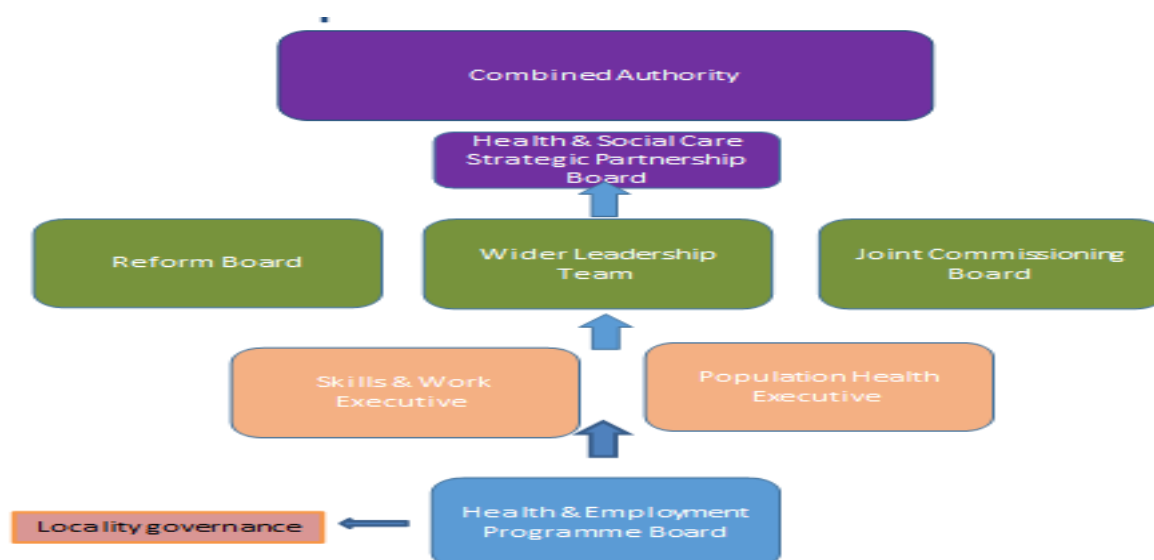 Combined Authority
Health & Social Care
Strategic Partnership
Board
Reform Board
Wider Leadership
Team
Joint Commissioning
Board
Skills & Work
Executive
Population Health
Executive
Health & Employment
Programme Board
Locality governance